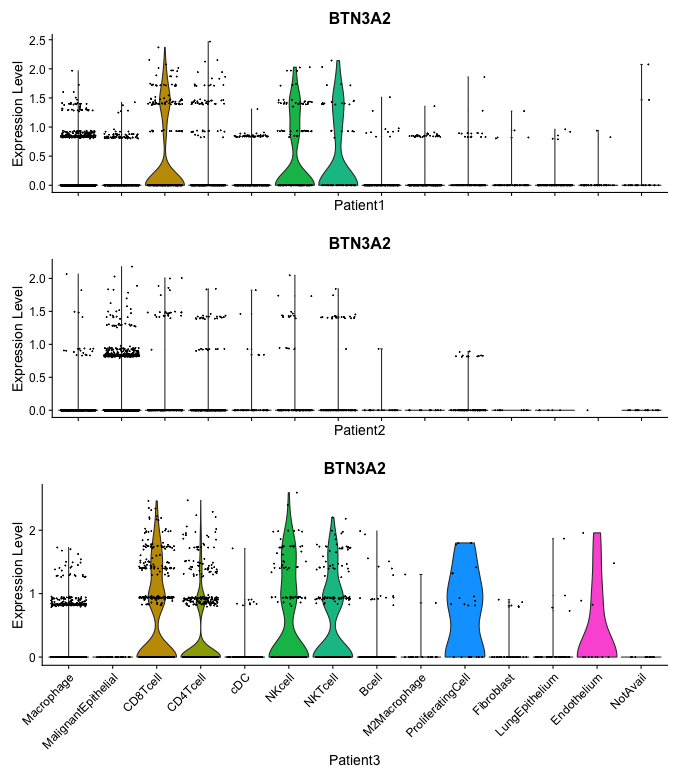 BTN3A2
Expression Level
2.5
2.0
1.5
1.0
0.5
0.0
Patient1
BTN3A2
Expression Level
2.0
1.5
1.0
0.5
0.0
Patient2
BTN3A2
Expression Level
2
1
0
Macrophage
MalignantEpithelial
CD8Tcell
CD4Tcell
cDC
NKcell
NKTcell
Bcell
M2Macrophage
ProliferatingCell
Fibroblast
LungEpithelium
Endothelium
NotAvail
Patient3